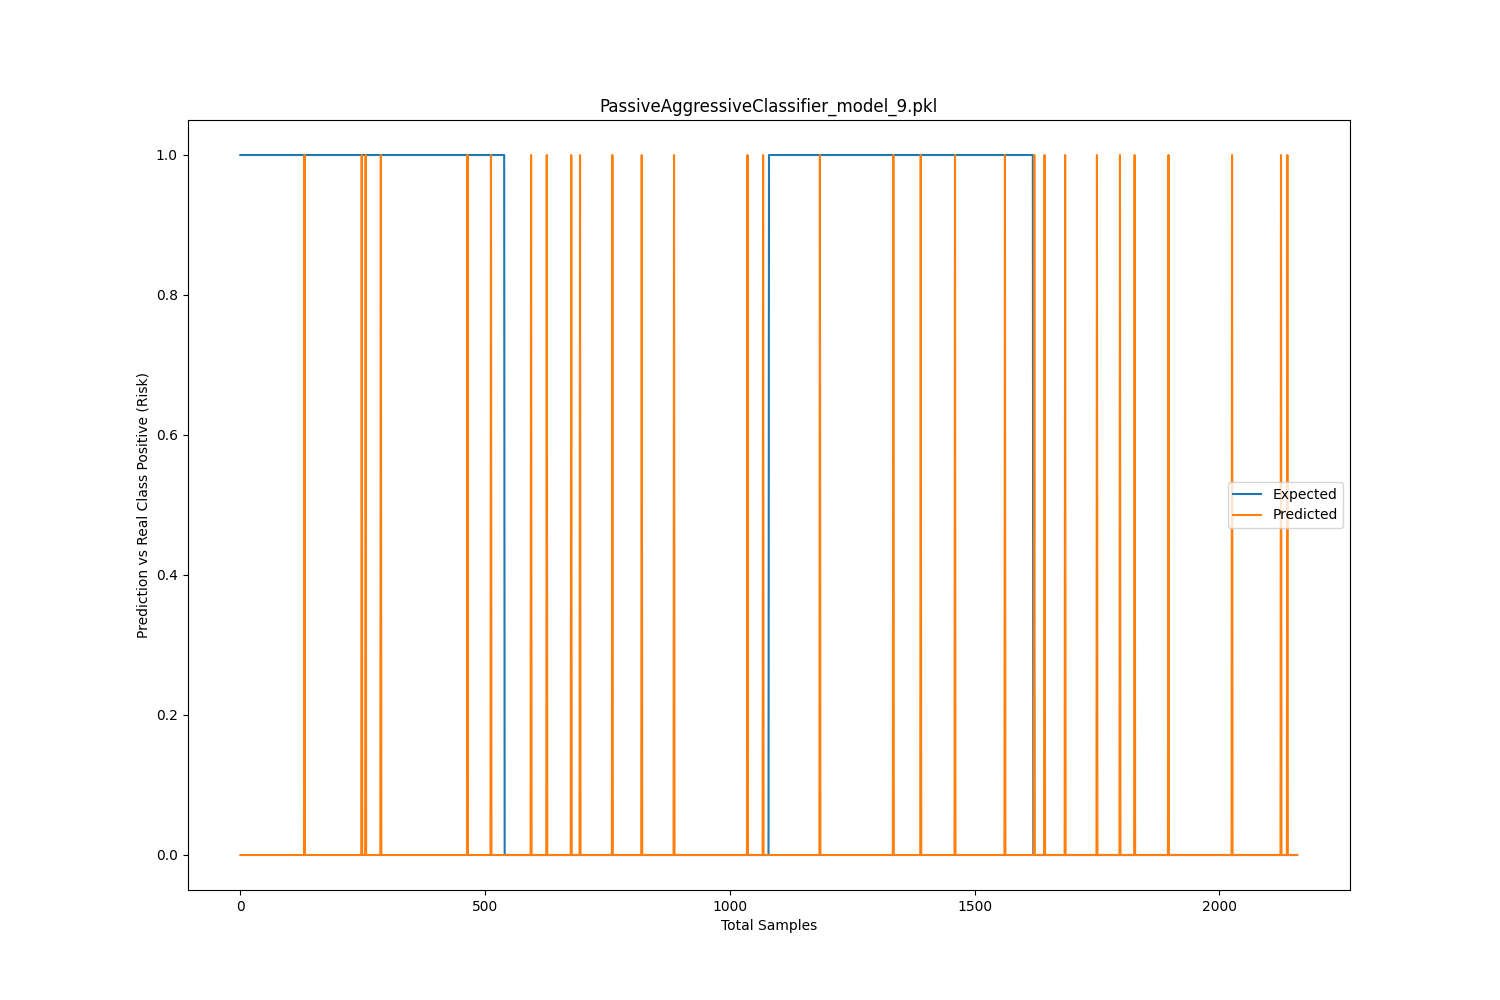 PassiveAggressiveClassifier_model_9.pkl
1.0
0.8
0.6
0.4
0.2
0.0
Prediction vs Real Class Positive (Risk)
Expected
Predicted
0
500
1000
1500
2000
Total Samples